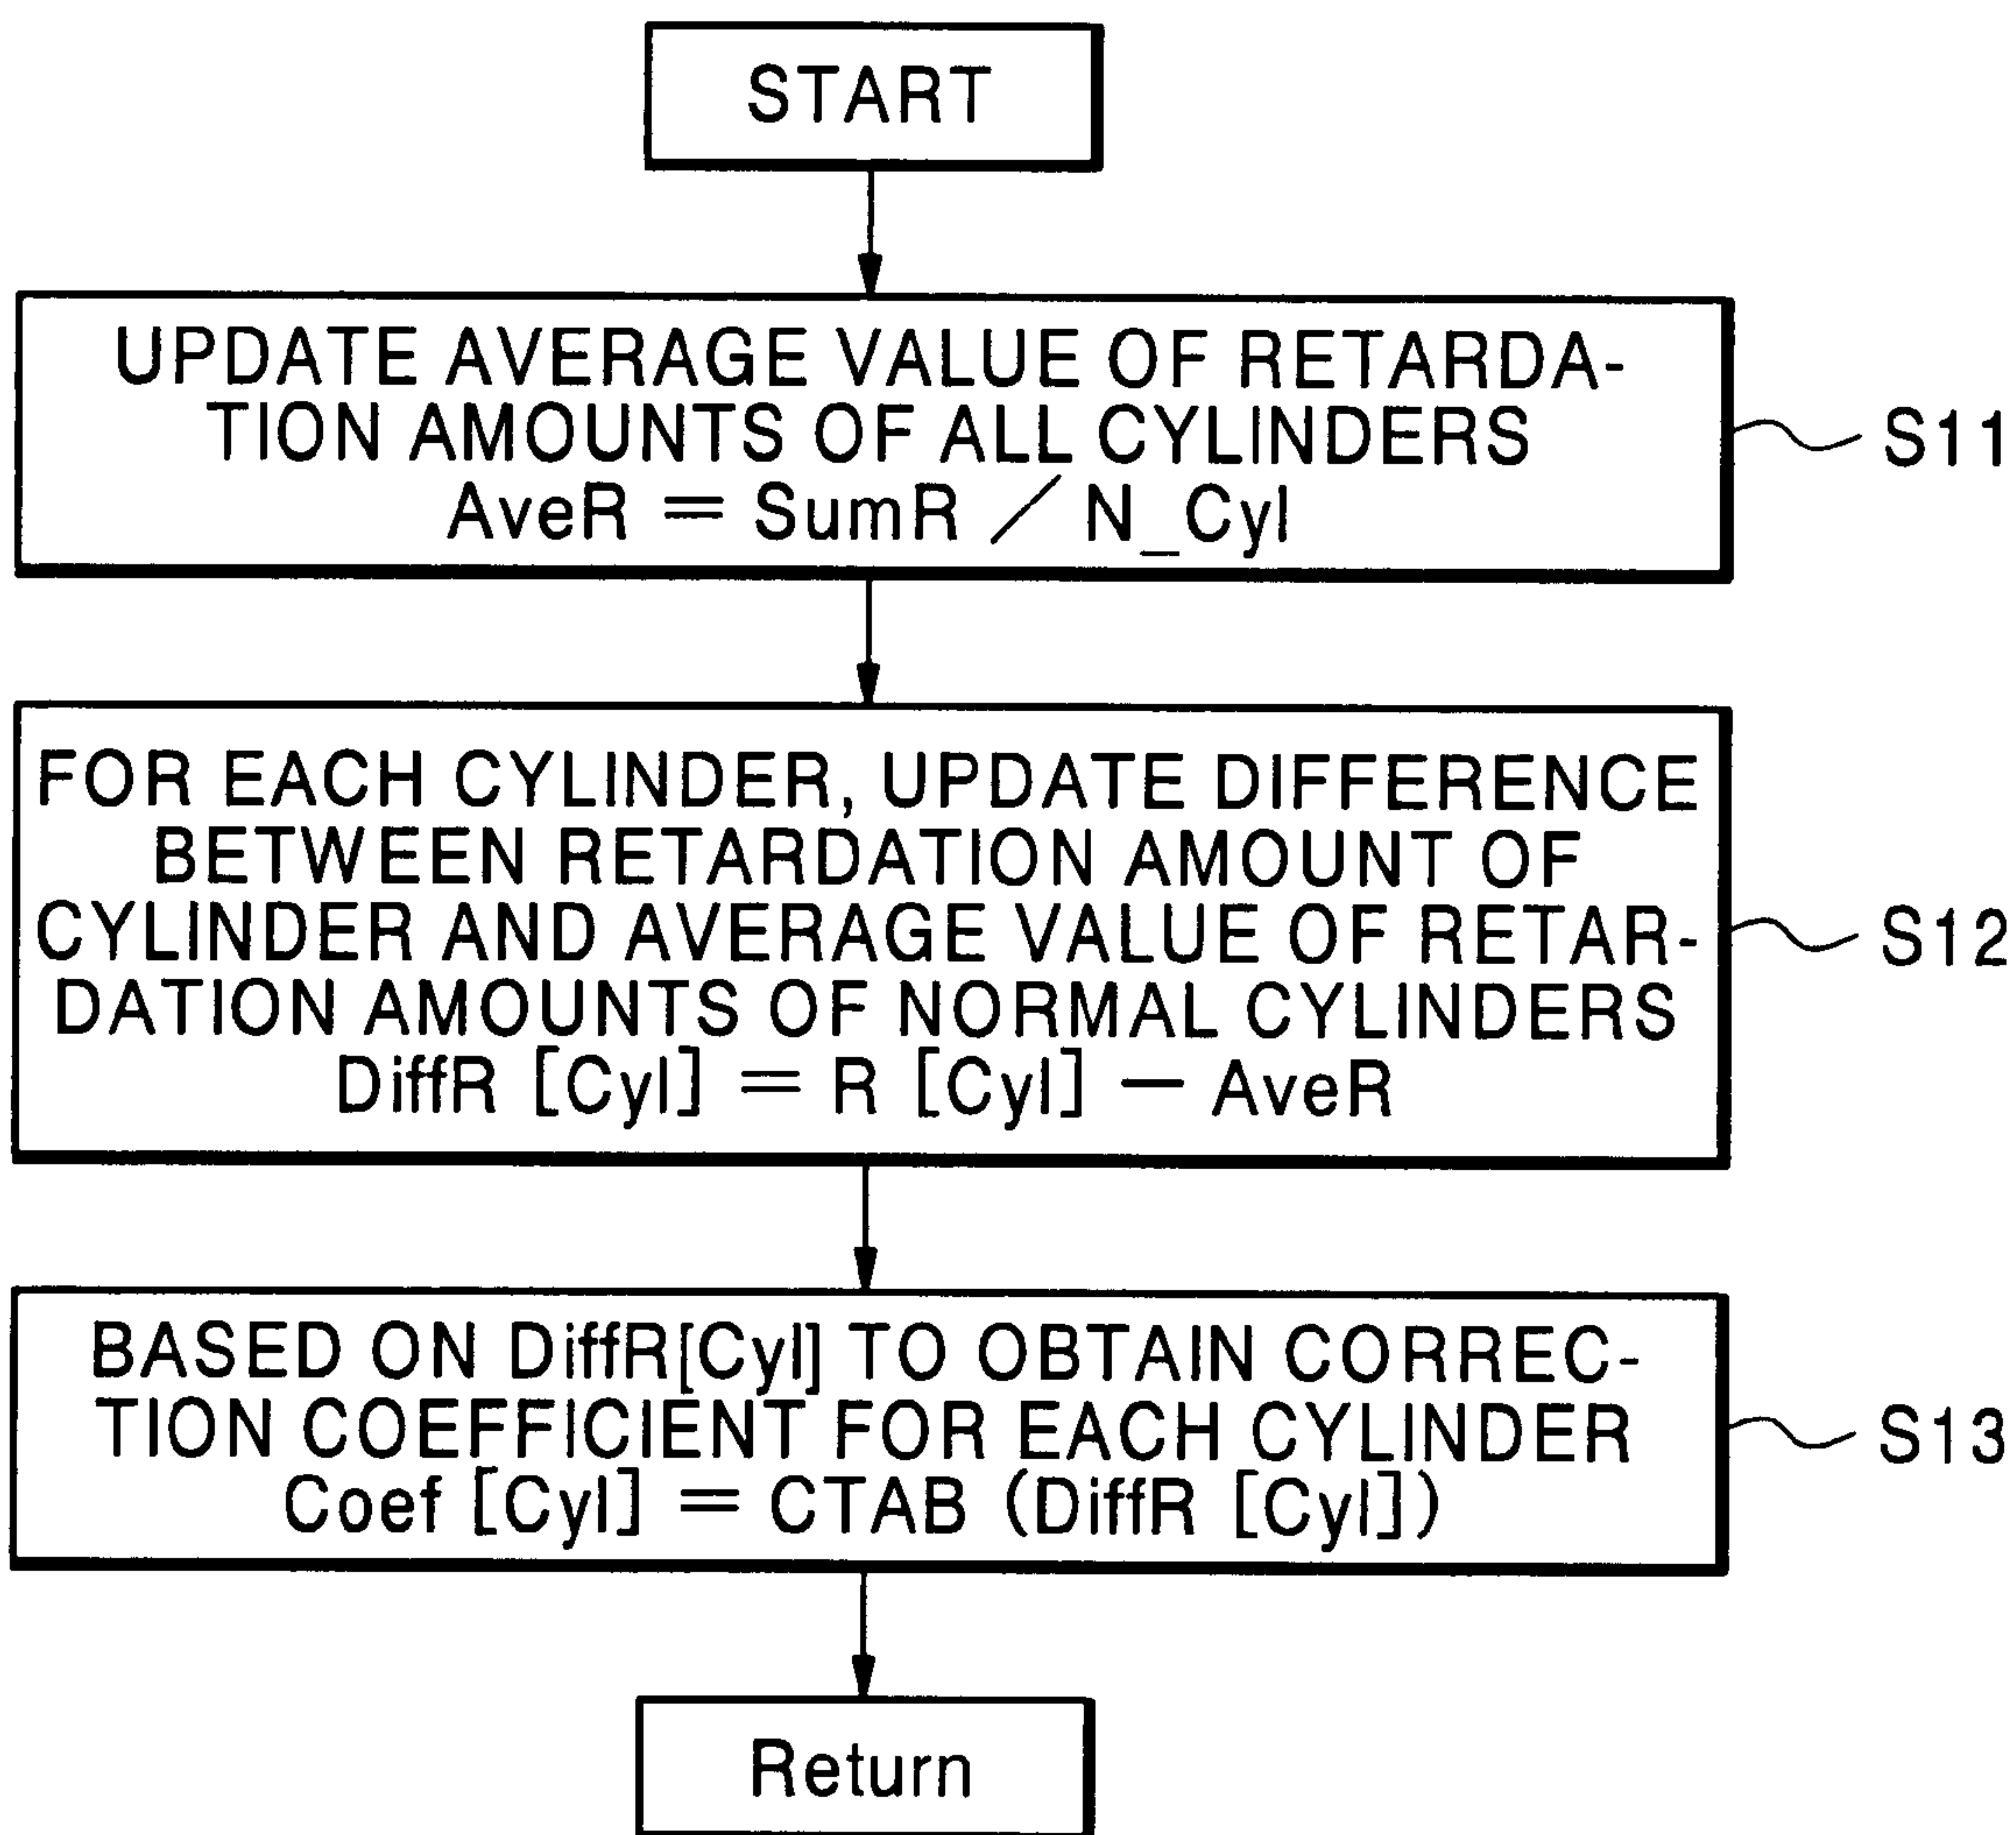 START
UPDATE AVERAGE VALUE OF RETARDA-
TION AMOUNTS OF ALL CYLINDERS
AveR = SumR / N_Cyl
S11
FOR EACH CYLINDER, UPDATE DIFFERENCE
BETWEEN RETARDATION AMOUNT OF
CYLINDER AND AVERAGE VALUE OF RETAR-
DATION AMOUNTS OF NORMAL CYLINDERS
DiffR [Cyl] = R [Cyl] — AveR
S12
BASED ON DiffR[Cyl] TO OBTAIN CORREC-
TION COEFFICIENT FOR EACH CYLINDER
Coef [Cyl] = CTAB (DiffR [Cyl])
S13
Return